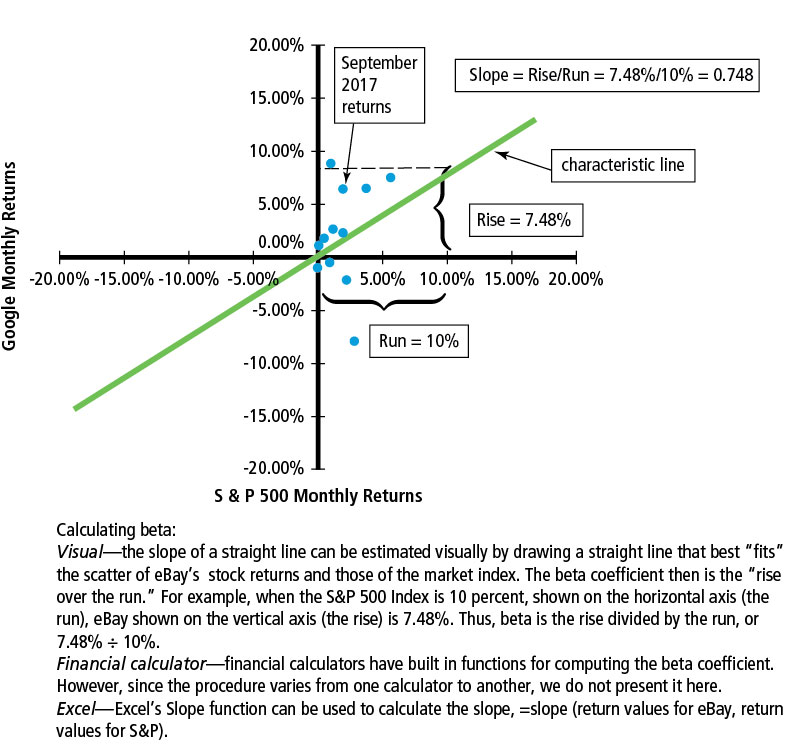 20.00%
September
2017
returns
Slope = Rise/Run = 7.48%/10% = 0.748
15.00%
10.00%
characteristic line
5.00%
Rise = 7.48%
0.00%
Google Monthly Returns
-20.00% -15.00% -10.00% -5.00% 5.00% 10.00% 15.00% 20.00%
-5.00%
Run = 10%
-10.00%
-15.00%
-20.00%
S & P 500 Monthly Returns
Calculating beta:
Visual—the slope of a straight line can be estimated visually by drawing a straight line that best “fits”
the scatter of eBay’s stock returns and those of the market index. The beta coefficient then is the “rise
over the run.” For example, when the S&P 500 Index is 10 percent, shown on the horizontal axis (the
run), eBay shown on the vertical axis (the rise) is 7.48%. Thus, beta is the rise divided by the run, or
7.48% ÷ 10%.
Financial calculator—financial calculators have built in functions for computing the beta coefficient.
However, since the procedure varies from one calculator to another, we do not present it here.
Excel—Excel’s Slope function can be used to calculate the slope, =slope (return values for eBay, return
values for S&P).